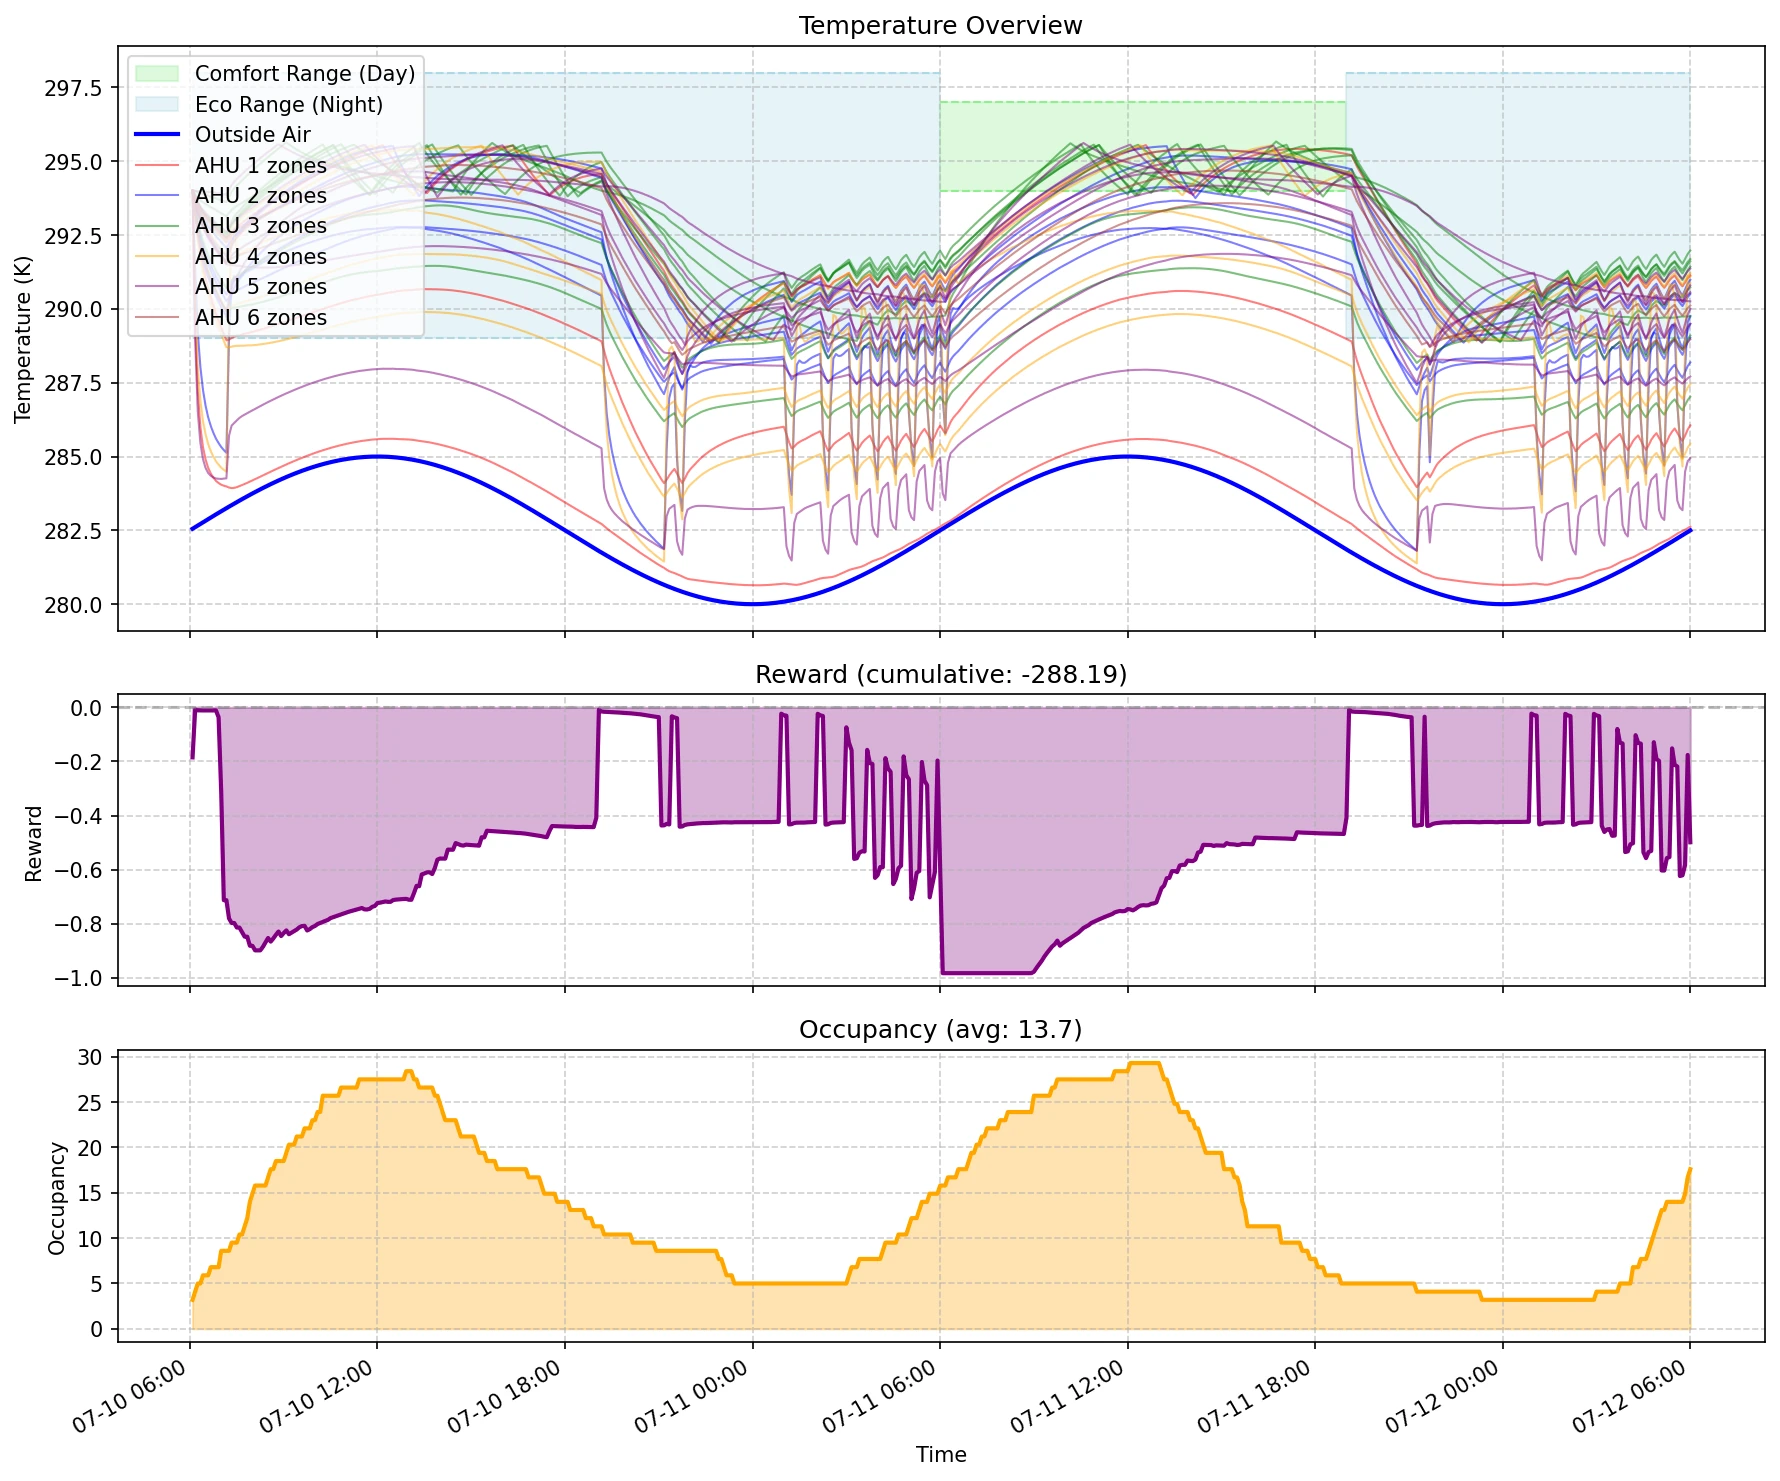 Temperature Overview
Temperature (K)
297.5
295.0
292.5
290.0
287.5
285.0
282.5
280.0
Comfort Range (Day)
Eco Range (Night)
Outside Air
AHU 1 zones
AHU 2 zones
AHU 3 zones
AHU 4 zones
AHU 5 zones
AHU 6 zones
Reward (cumulative: -288.19)
Reward
0.0
−0.2
−0.4
−0.6
−0.8
−1.0
Occupancy (avg: 13.7)
Occupancy
30
25
20
15
10
5
0
07-10 06:00
07-10 12:00
07-10 18:00
07-11 00:00
07-11 06:00
07-11 12:00
07-11 18:00
07-12 00:00
07-12 06:00
Time